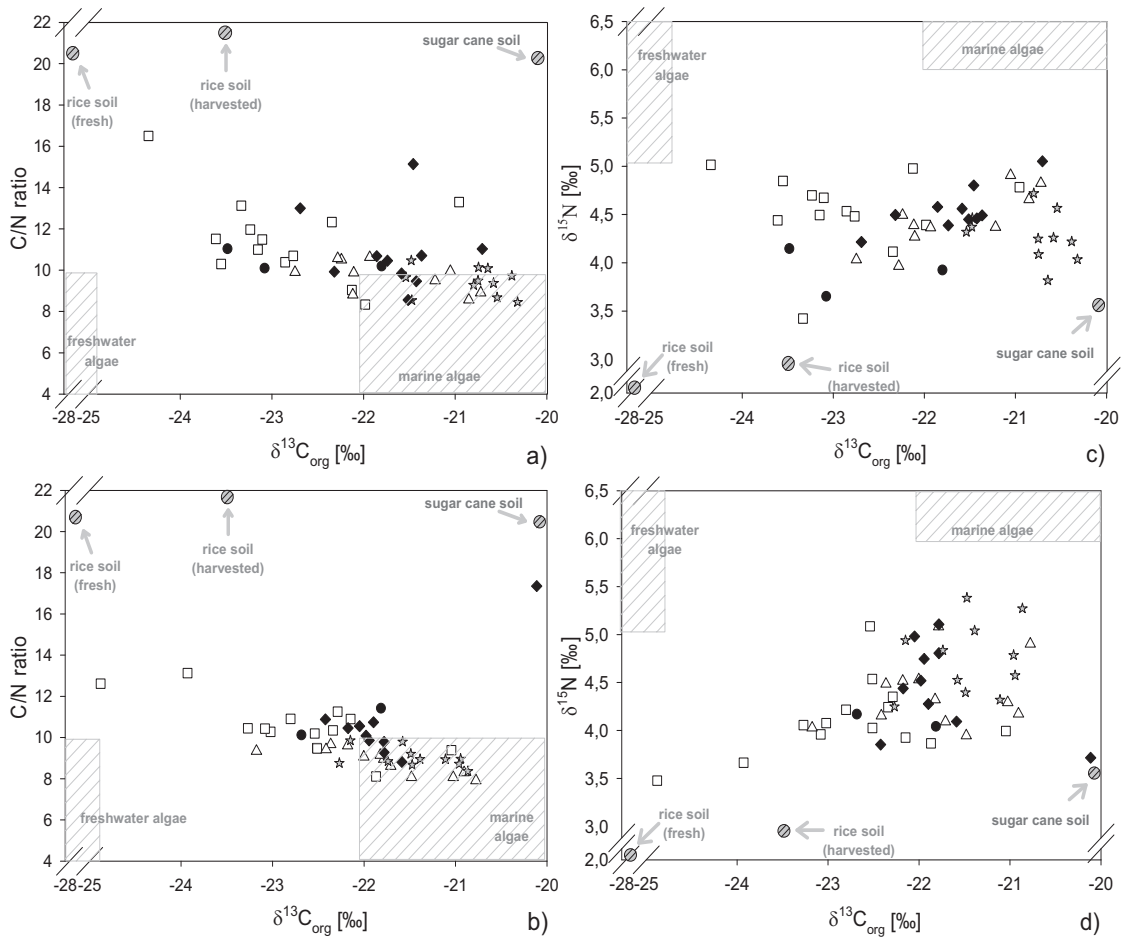 22
20
18
16
14
12
10
8
6
4
C/N ratio
-28
-25
-24
-23
-22
-21
-20
δ13Corg [‰]
a)
rice soil
(fresh)
rice soil
(harvested)
sugar cane soil
freshwater
algae
marine algae
6,5
6,0
5,5
5,0
4,5
4,0
3,5
3,0
2,0
δ15N [‰]
-28
-25
-24
-23
-22
-21
-20
δ13Corg [‰]
c)
freshwater
algae
marine algae
rice soil
(fresh)
rice soil
(harvested)
sugar cane soil
22
20
18
16
14
12
10
8
6
4
C/N ratio
-28
-25
-24
-23
-22
-21
-20
δ13Corg [‰]
b)
rice soil
(fresh)
rice soil
(harvested)
sugar cane soil
freshwater algae
marine
algae
6,5
6,0
5,5
5,0
4,5
4,0
3,5
3,0
2,0
δ15N [‰]
-28
-25
-24
-23
-22
-21
-20
δ13Corg [‰]
d)
freshwater
algae
marine algae
rice soil
(fresh)
rice soil
(harvested)
sugar cane soil